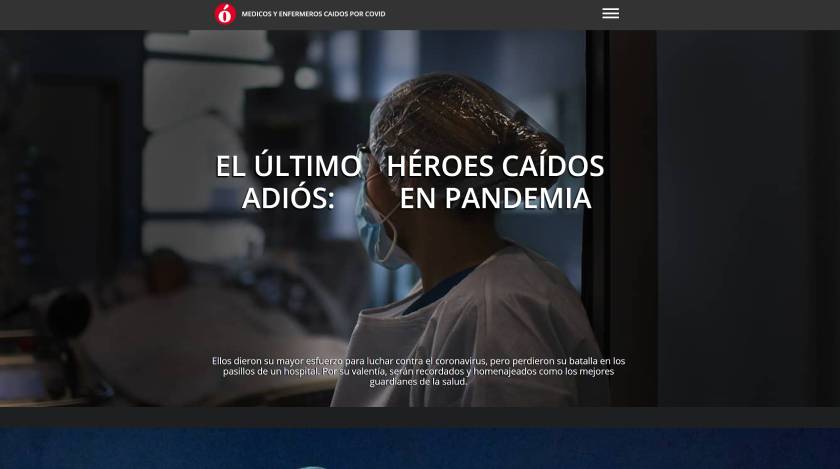 Ó
MEDICOS Y ENFERMEROS CAIDOS POR COVID
EL ÚLTIMO
ADIÓS:
HÉROES CAÍDOS
EN PANDEMIA
Ellos dieron su mayor esfuerzo para luchar contra el coronavirus, pero perdieron su batalla en los
pasillos de un hospital. Por su valentía, serán recordados y homenajeados como los mejores
guardianes de la salud.